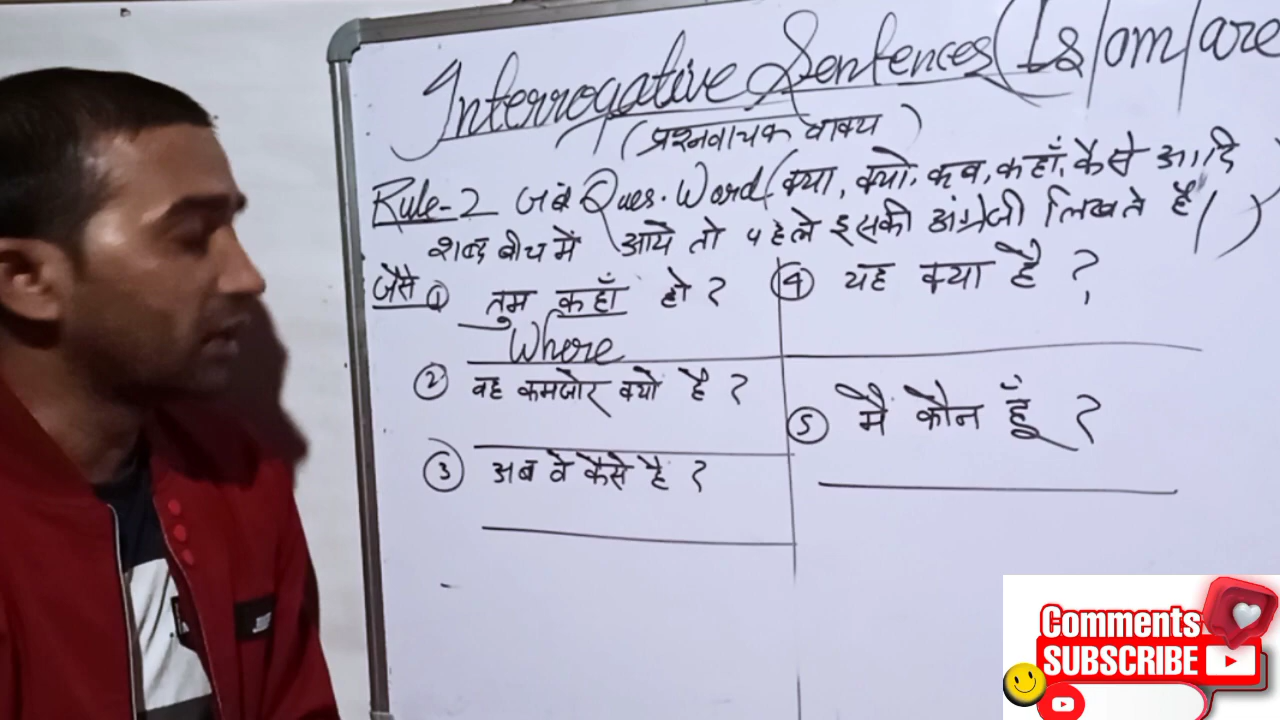 Interrogative Sentences (Is/am/are
(प्रश्नवाचक वाक्य)
Rule-2 जब Ques. Word (क्या, क्यो, कब, कहाँ, कैसे आदि )
शब्द बीच में आये तो पहले इसकी अंग्रेजी लिखते है ( )
जैसे ① तुम कहाँ हो ?
Where
② वह कमजोर क्यो है ?
③ अब वे कैसे है ?
④ यह क्या है ?
⑤ मैं कौन हूँ ?
Comments
SUBSCRIBE